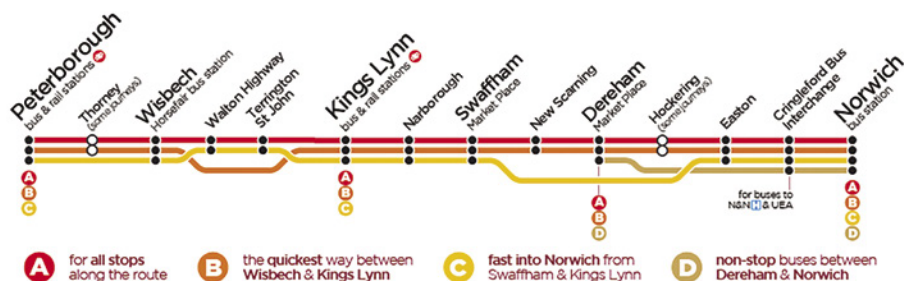 Peterborough
bus & rail stations
Thorney
(some journeys)
Wisbech
Horsefair bus station
Walton Highway
Terrington
St John
Kings Lynn
bus & rail stations
Narborough
Swaffham
Market Place
New Scarning
Dereham
Market Place
Hockering
(some journeys)
Easton
Cringleford Bus
Interchange
Norwich
bus station
A
B
C
A
B
C
A
B
D
for buses to
N&N H & UEA
A
B
C
D
A for all stops
along the route
B the quickest way between
Wisbech & Kings Lynn
C fast into Norwich from
Swaffham & Kings Lynn
D non-stop buses between
Dereham & Norwich